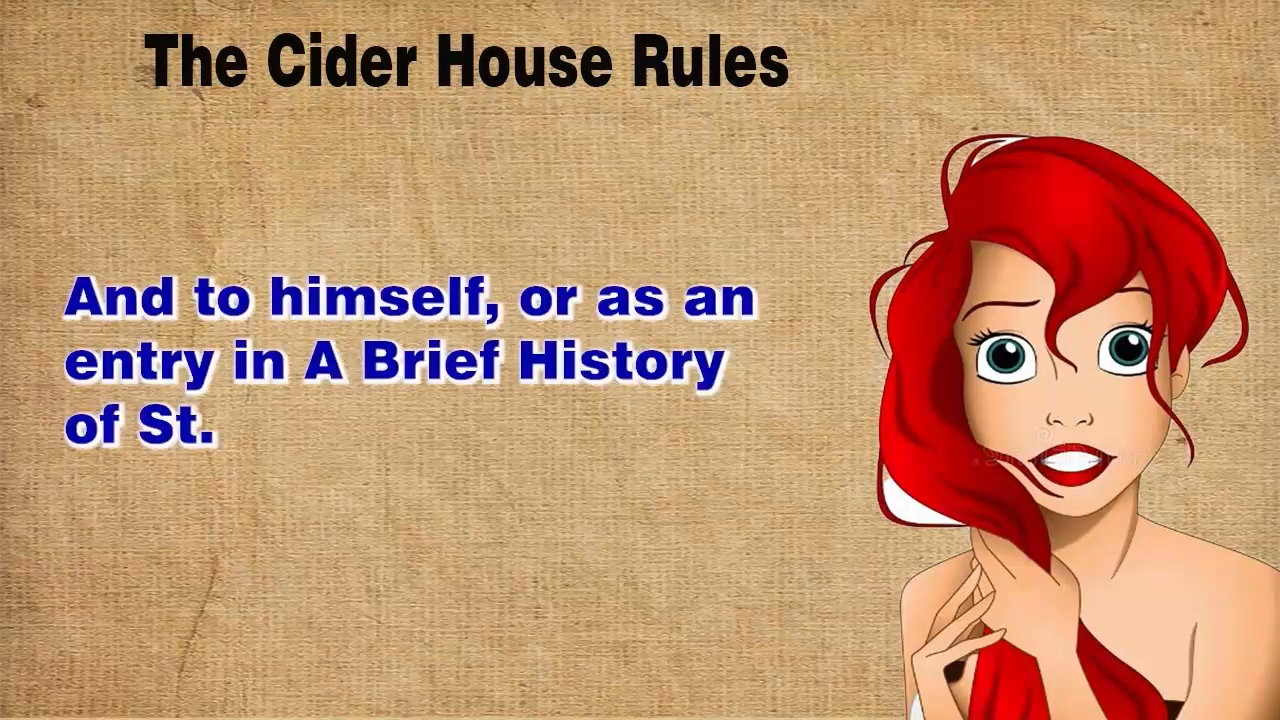 The Cider House Rules
And to himself, or as an
entry in A Brief History
of St.